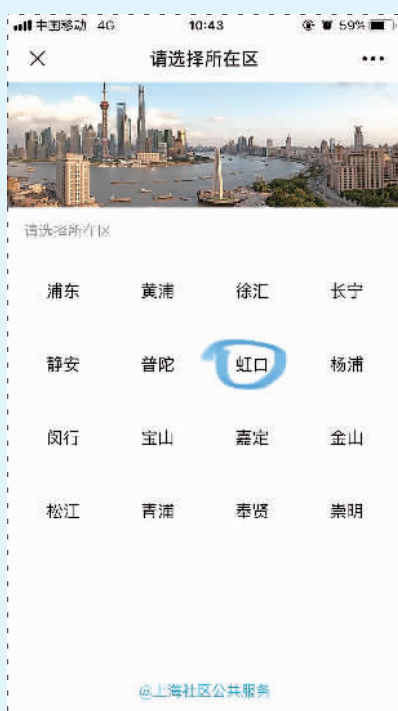 中国移动 4G 10:43 59%
请选择所在区
请选择所在区
浦东 黄浦 徐汇 长宁
静安 普陀 虹口 杨浦
闵行 宝山 嘉定 金山
松江 青浦 奉贤 崇明
@上海社区公共服务